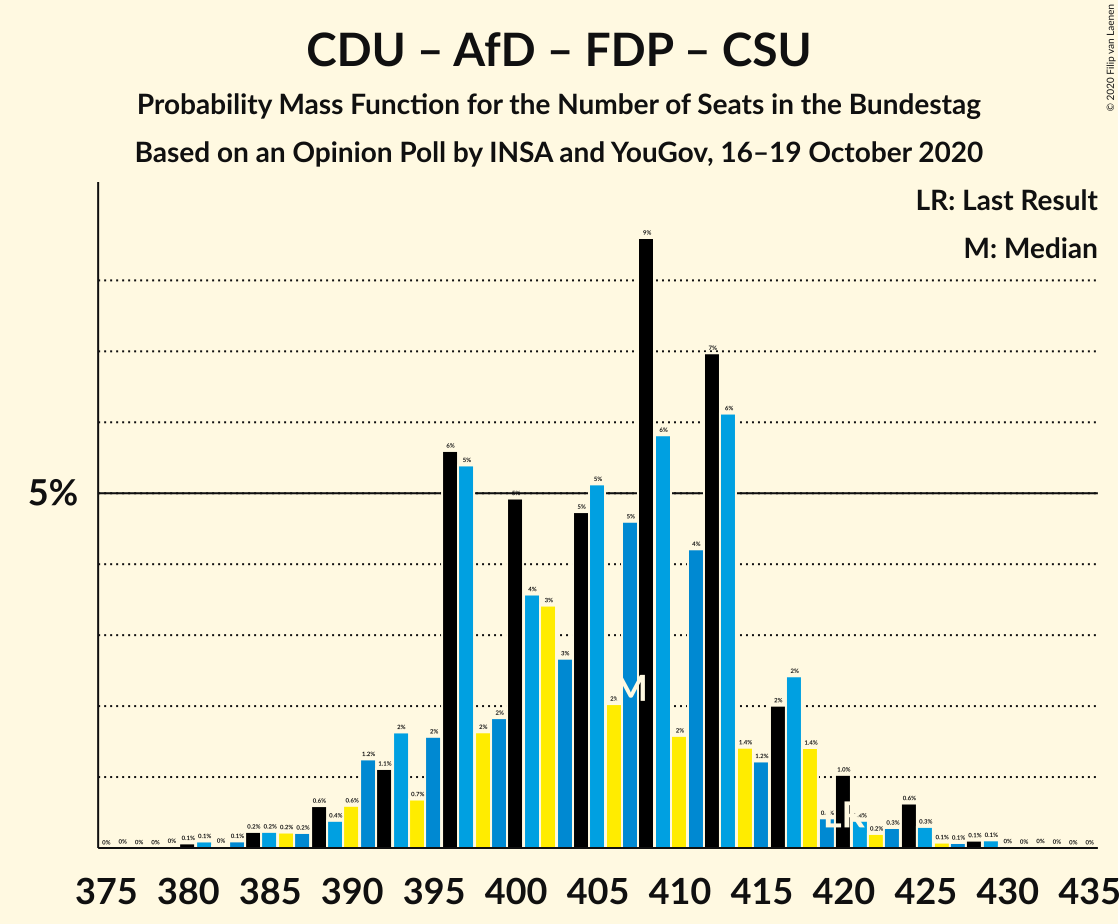 CDU – AfD – FDP – CSU
Probability Mass Function for the Number of Seats in the Bundestag
Based on an Opinion Poll by INSA and YouGov, 16–19 October 2020
© 2020 Filip van Laenen
LR: Last Result
M: Median
5%
0% 0% 0% 0% 0% 0.1% 0.1% 0% 0.1% 0.2% 0.2% 0.2% 0.2% 0.6% 0.4% 0.6% 1.2% 1.1% 2% 0.7% 2% 6% 5% 2% 2% 5% 4% 3% 3% 5% 5% 2% 5% 9% 6% 2% 4% 7% 6% 1.4% 1.2% 2% 2% 1.4% 1.0% 0.2% 0.3% 0.6% 0.3% 0.1% 0.1% 0.1% 0.1% 0% 0% 0% 0% 0% 0%
M
LR
375 380 385 390 395 400 405 410 415 420 425 430 435